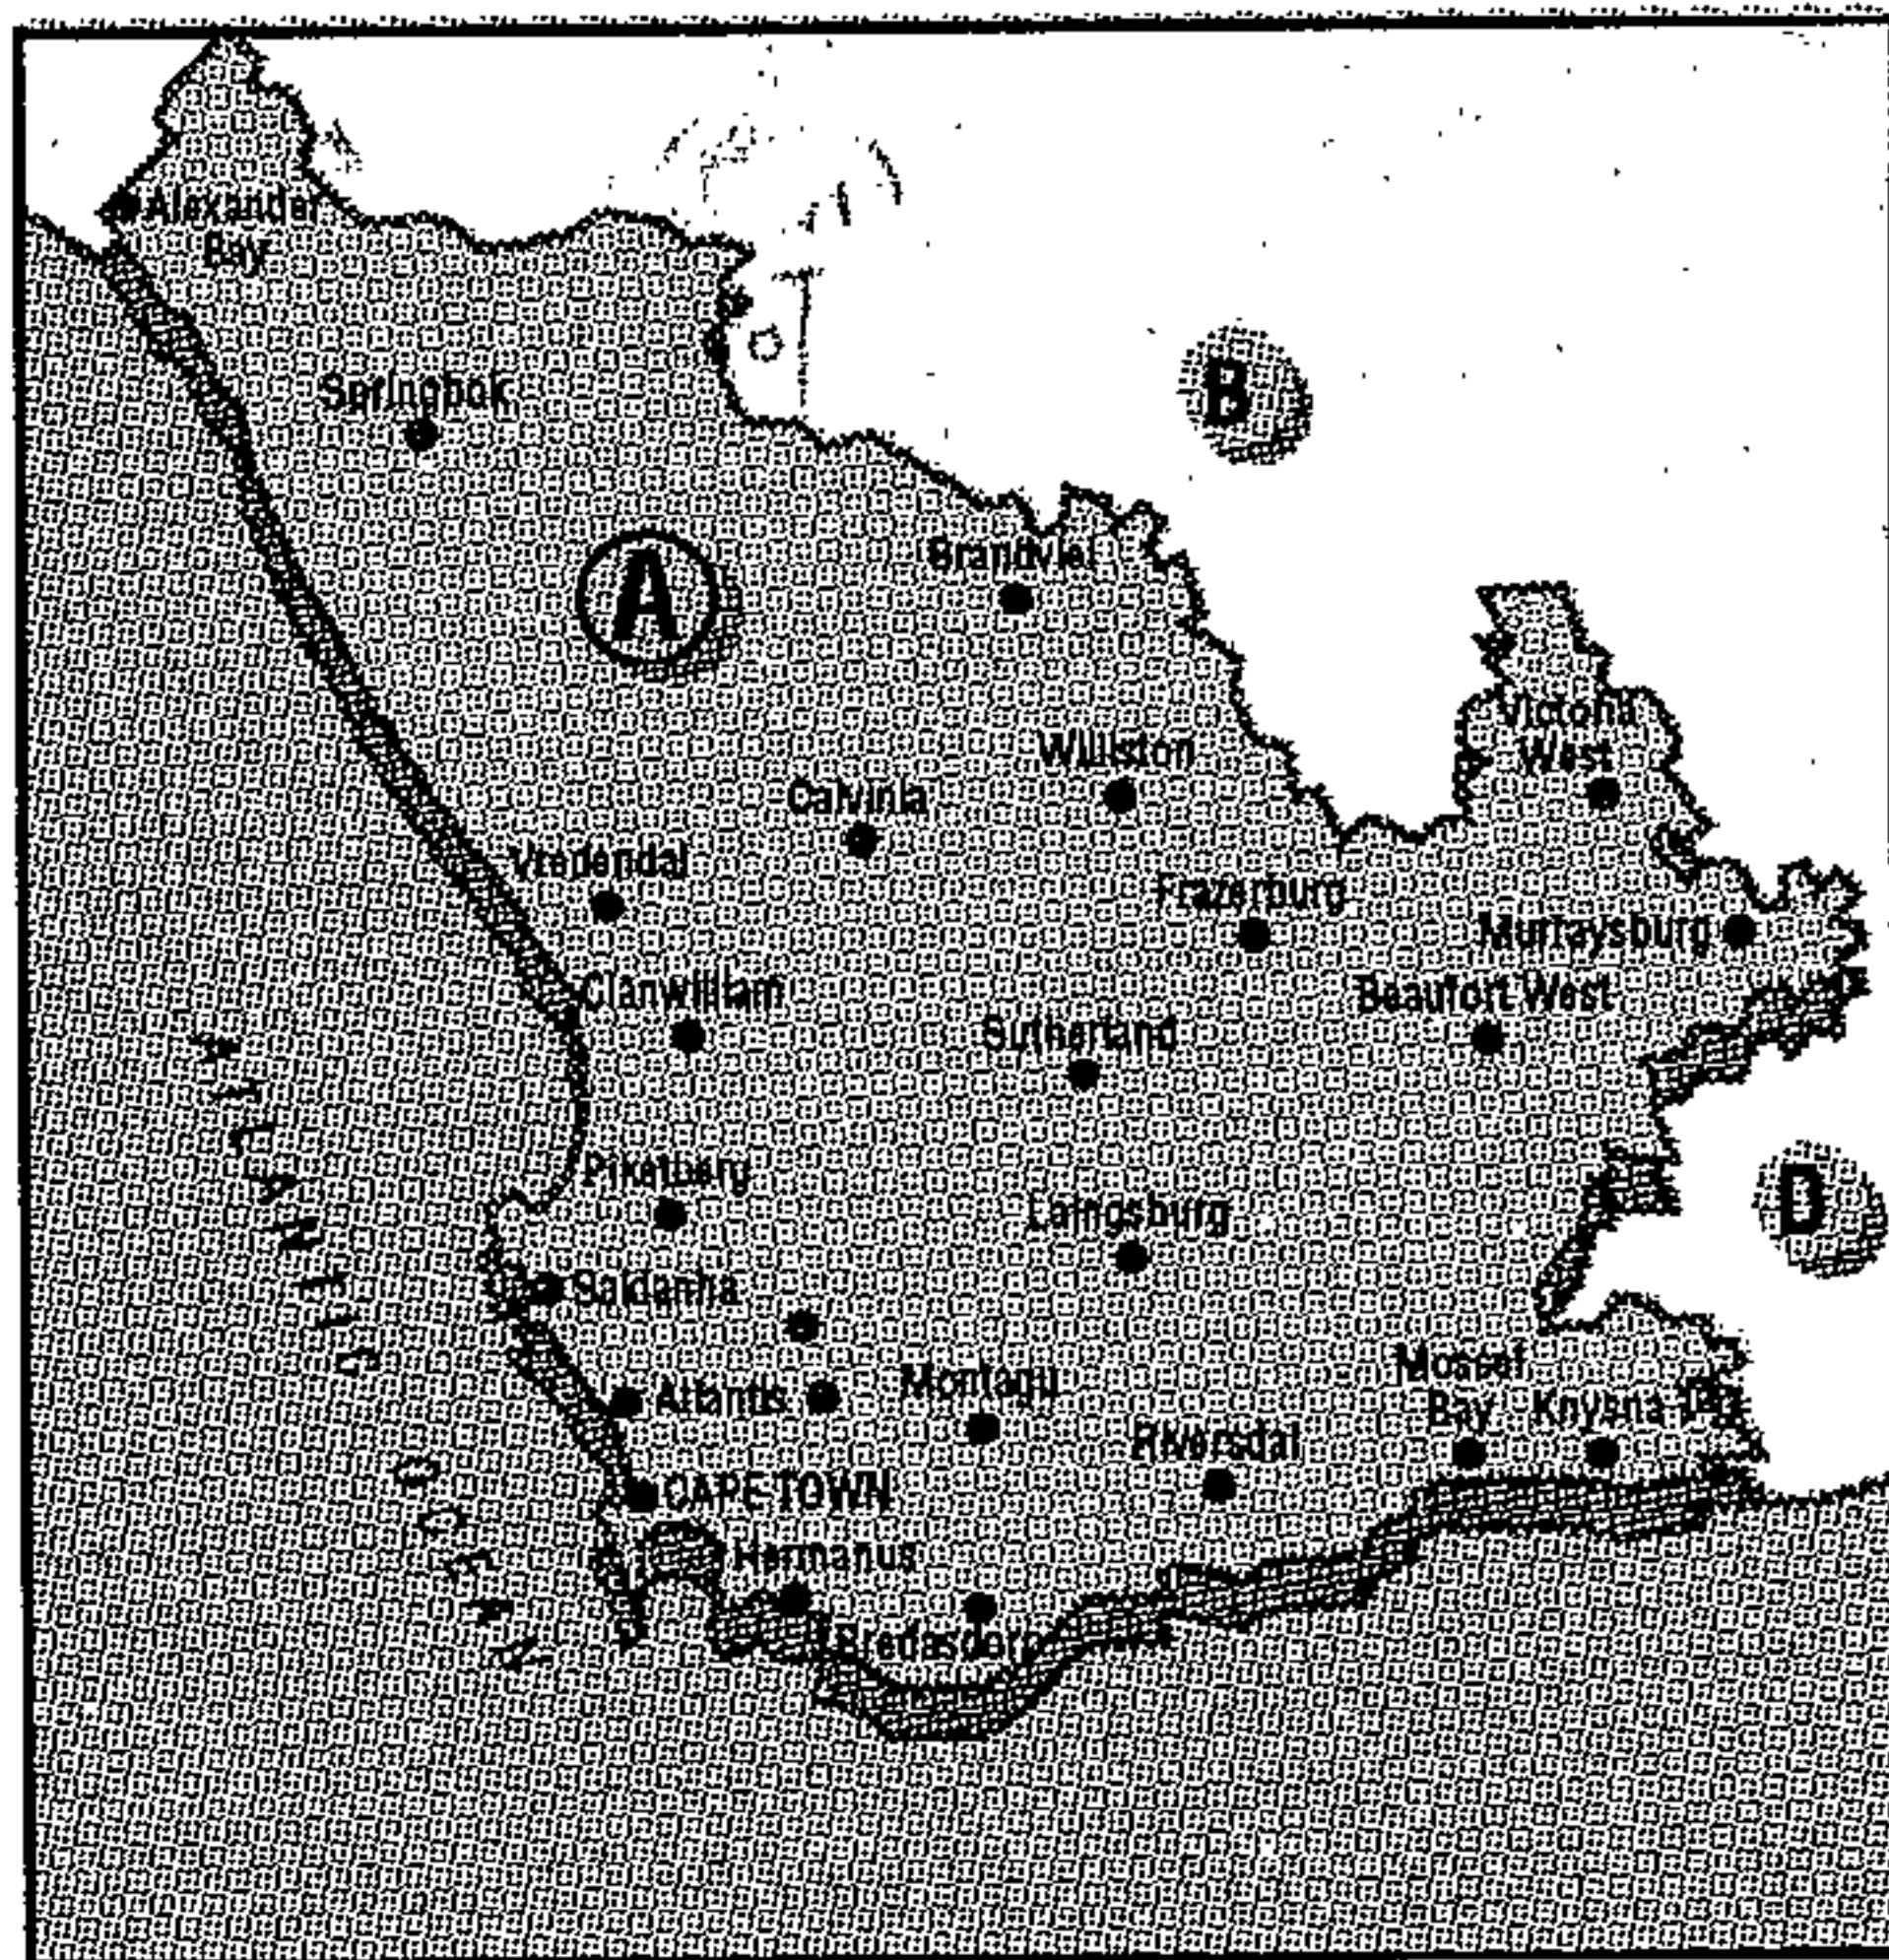 Alexander
Bay
B
Springbok
A
Brandvlei
Victoria
West
Williston
Calvinia
Vredendal
Frazerburg
Murraysburg
Clanwilliam
Beaufort West
Sutherland
D
Piketberg
Laingsburg
Saldanha
Mossel
Bay
Knysna
Atlantis
Montagu
Riversdal
CAPE TOWN
Hermanus
Bredasdorp
ATLANTIC OCEAN